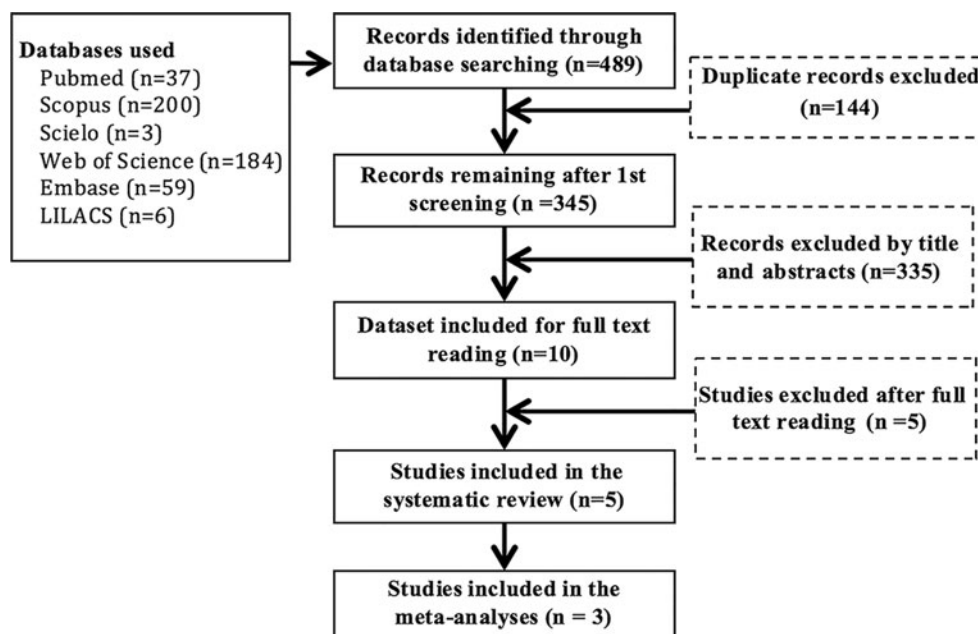 Databases used
Pubmed (n=37)
Scopus (n=200)
Scielo (n=3)
Web of Science (n=184)
Embase (n=59)
LILACS (n=6)
Records identified through
database searching (n=489)
Duplicate records excluded
(n=144)
Records remaining after 1st
screening (n =345)
Records excluded by title
and abstracts (n=335)
Dataset included for full text
reading (n=10)
Studies excluded after full
text reading (n =5)
Studies included in the
systematic review (n=5)
Studies included in the
meta-analyses (n = 3)